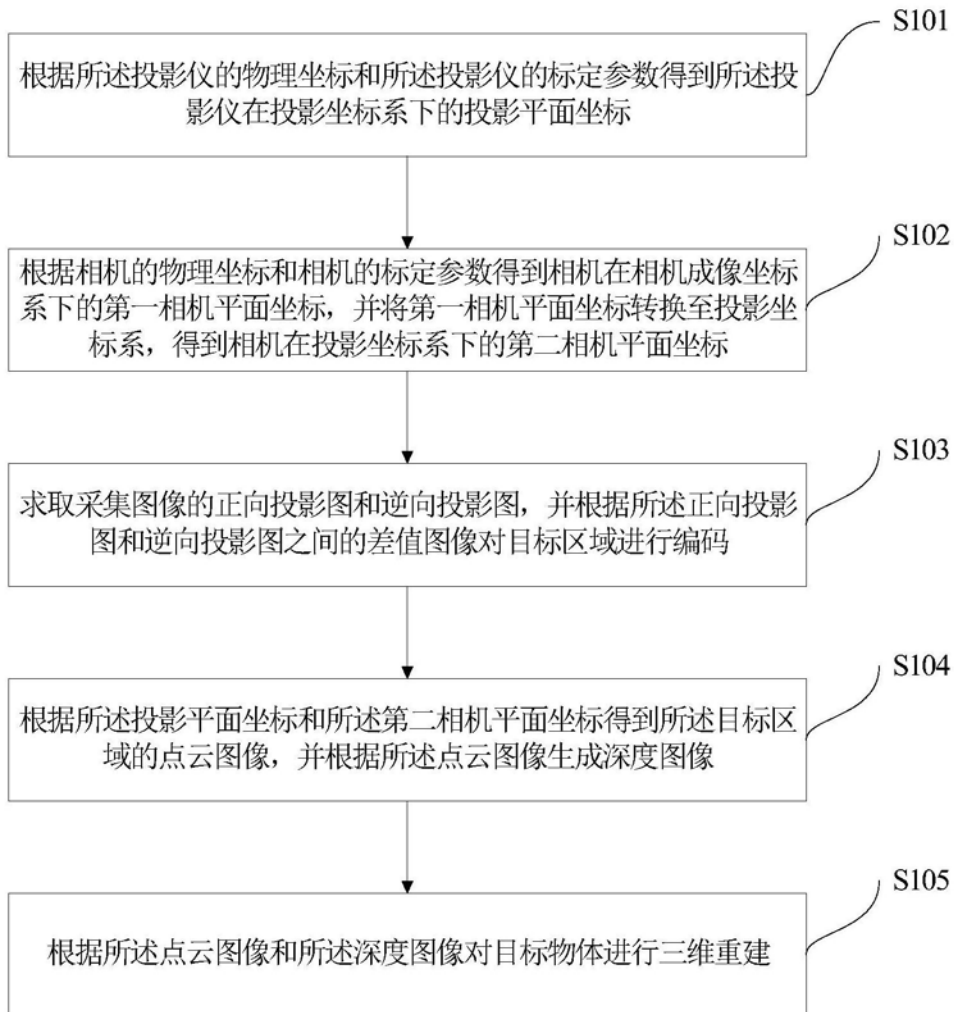 S101
根据所述投影仪的物理坐标和所述投影仪的标定参数得到所述投
影仪在投影坐标系下的投影平面坐标
S102
根据相机的物理坐标和相机的标定参数得到相机在相机成像坐标
系下的第一相机平面坐标，并将第一相机平面坐标转换至投影坐
标系，得到相机在投影坐标系下的第二相机平面坐标
S103
求取采集图像的正向投影图和逆向投影图，并根据所述正向投影
图和逆向投影图之间的差值图像对目标区域进行编码
S104
根据所述投影平面坐标和所述第二相机平面坐标得到所述目标区
域的点云图像，并根据所述点云图像生成深度图像
S105
根据所述点云图像和所述深度图像对目标物体进行三维重建